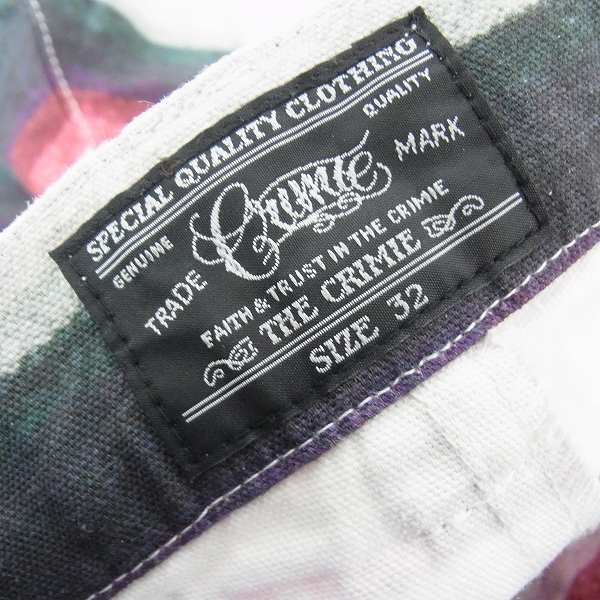 SPECIAL QUALITY CLOTHING
GENUINE QUALITY
TRADE Crimie MARK
FAITH & TRUST IN THE CRIMIE
THE CRIMIE
SIZE 32